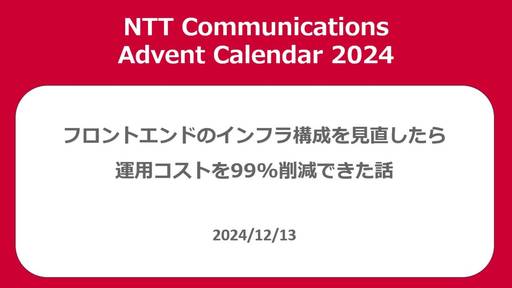 NTT Communications
Advent Calendar 2024
フロントエンドのインフラ構成を見直したら
運用コストを99%削減できた話
2024/12/13